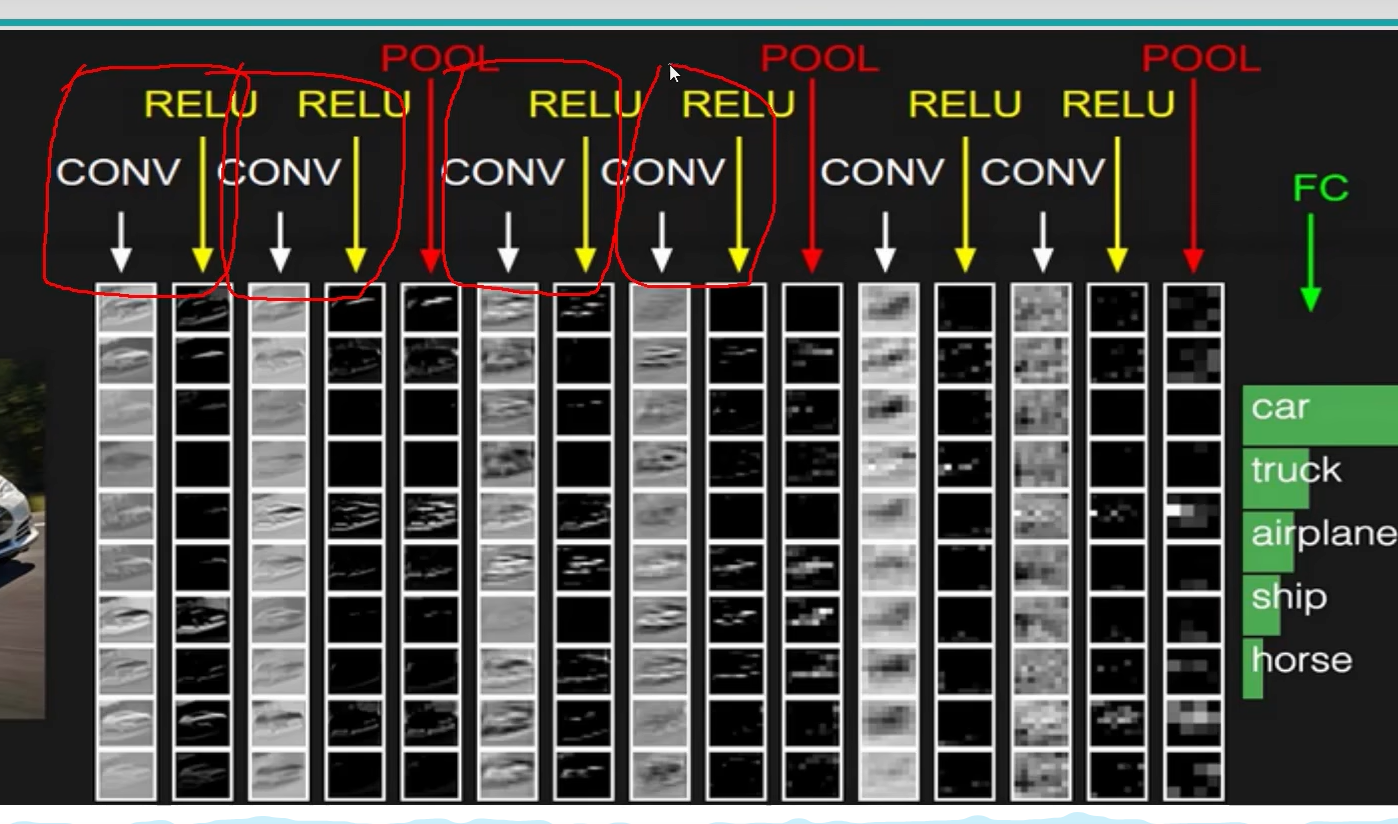 POOL POOL POOL
RELU RELU RELU RELU RELU RELU
CONV CONV CONV CONV CONV CONV
FC
car
truck
airplane
ship
horse